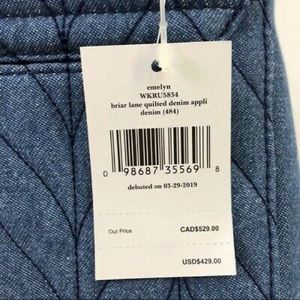 emelyn
WKRU5834
briar lane quilted denim appli
denim (484)
0 98687 35569 8
debuted on 03-29-2019
Our Price CAD$529.00
USD$429.00